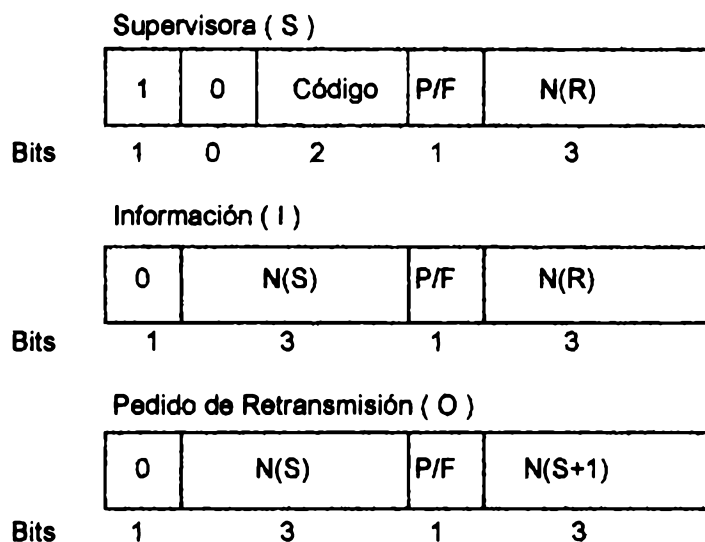 Supervisora ( S )
1 0 Código P/F N(R)
Bits 1 0 2 1 3
Información ( I )
0 N(S) P/F N(R)
Bits 1 3 1 3
Pedido de Retransmisión ( O )
0 N(S) P/F N(S+1)
Bits 1 3 1 3